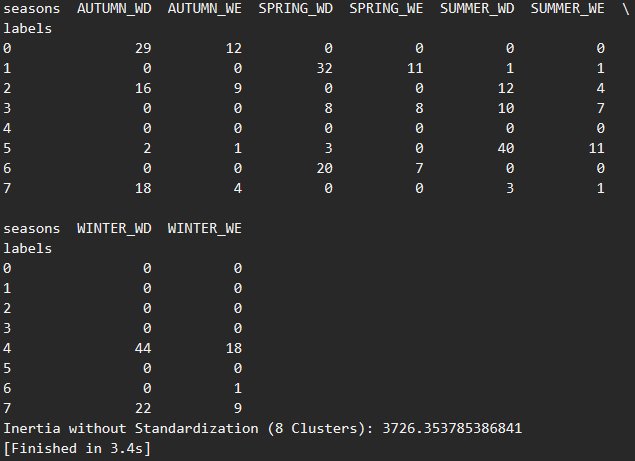 seasons  AUTUMN_WD  AUTUMN_WE  SPRING_WD  SPRING_WE  SUMMER_WD  SUMMER_WE  \
labels
0               29         12          0          0          0          0
1                0          0         32         11          1          1
2               16          9          0          0         12          4
3                0          0          8          8         10          7
4                0          0          0          0          0          0
5                2          1          3          0         40         11
6                0          0         20          7          0          0
7               18          4          0          0          3          1
seasons  WINTER_WD  WINTER_WE
labels
0                0          0
1                0          0
2                0          0
3                0          0
4               44         18
5                0          0
6                0          1
7               22          9
Inertia without Standardization (8 Clusters): 3726.353785386841
[Finished in 3.4s]